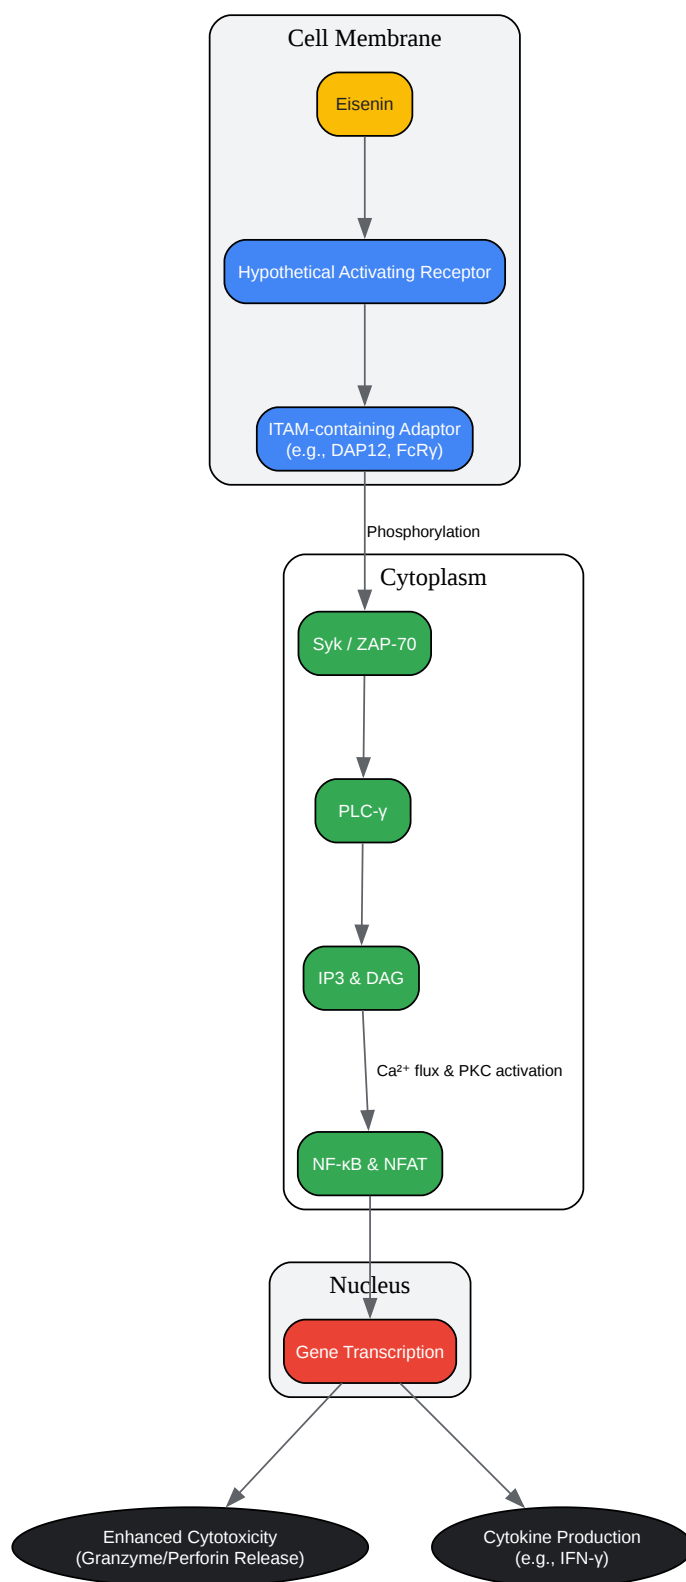 Cell Membrane
Eisenin
Hypothetical Activating Receptor
ITAM-containing Adaptor
(e.g., DAP12, FcRγ)
Phosphorylation
Cytoplasm
Syk / ZAP-70
PLC-γ
IP3 & DAG
Ca²⁺ flux & PKC activation
NF-κB & NFAT
Nucleus
Gene Transcription
Enhanced Cytotoxicity
(Granzyme/Perforin Release)
Cytokine Production
(e.g., IFN-γ)